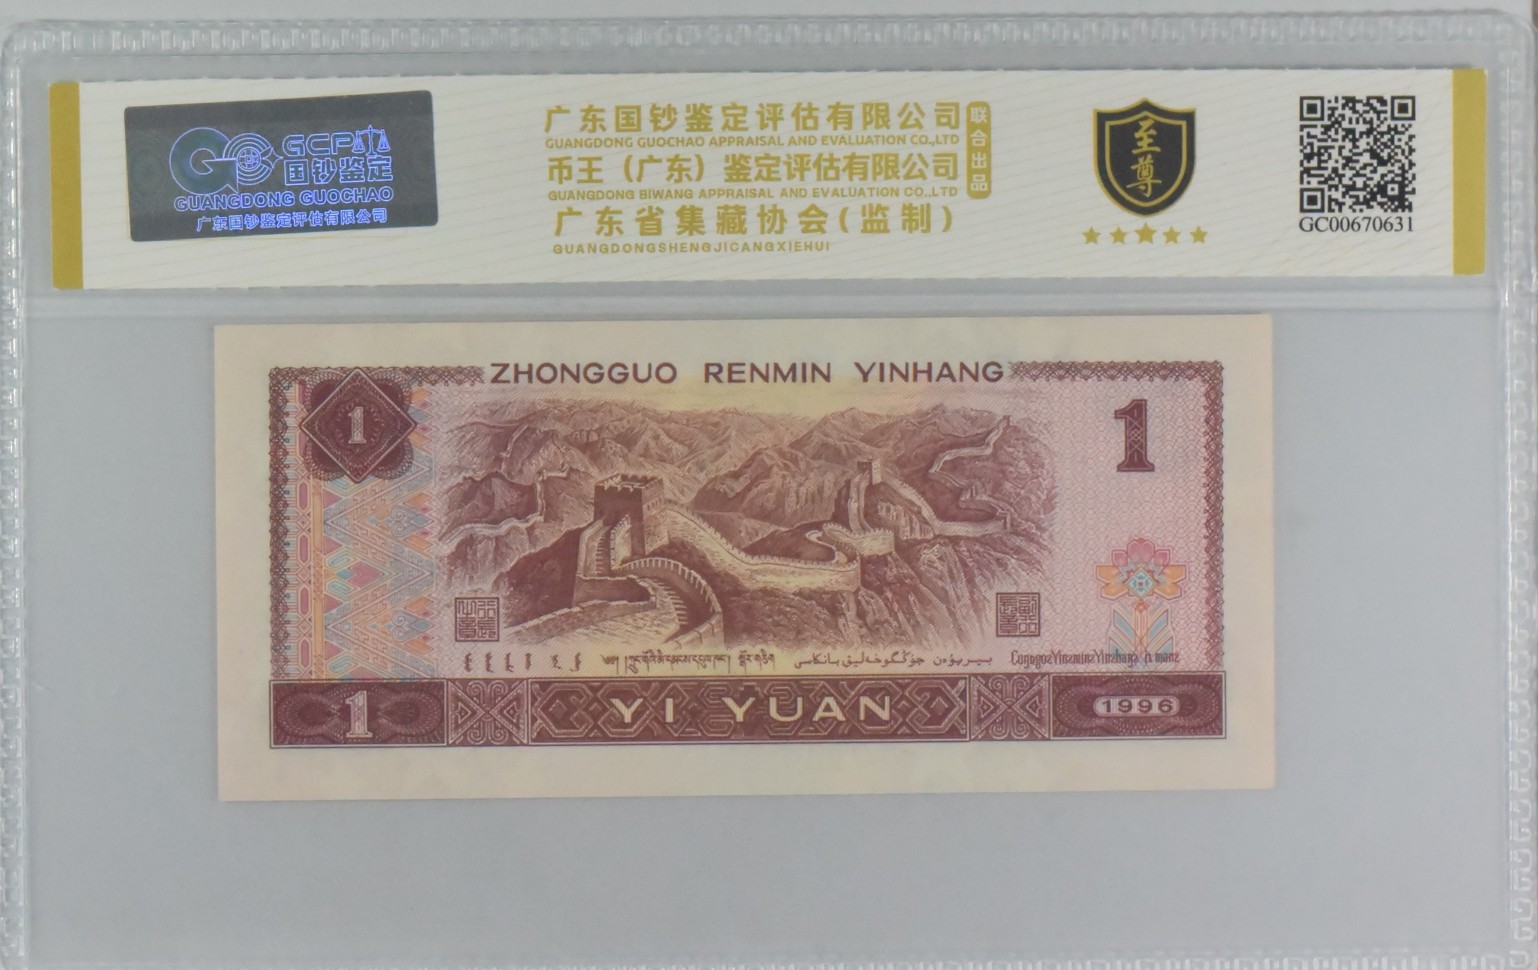 GCP
国钞鉴定
GUANGDONG GUOCHAO
广东国钞鉴定评估有限公司
广东国钞鉴定评估有限公司
GUANGDONG GUOCHAO APPRAISAL AND EVALUATION CO.,LTD
币王（广东）鉴定评估有限公司
GUANGDONG BIWANG APPRAISAL AND EVALUATION CO.,LTD
广东省集藏协会(监制)
GUANGDONGSHENGJICANGXIEHUI
联合出品
至尊
GC00670631
ZHONGGUO RENMIN YINHANG
1
1
1
YI YUAN
1996